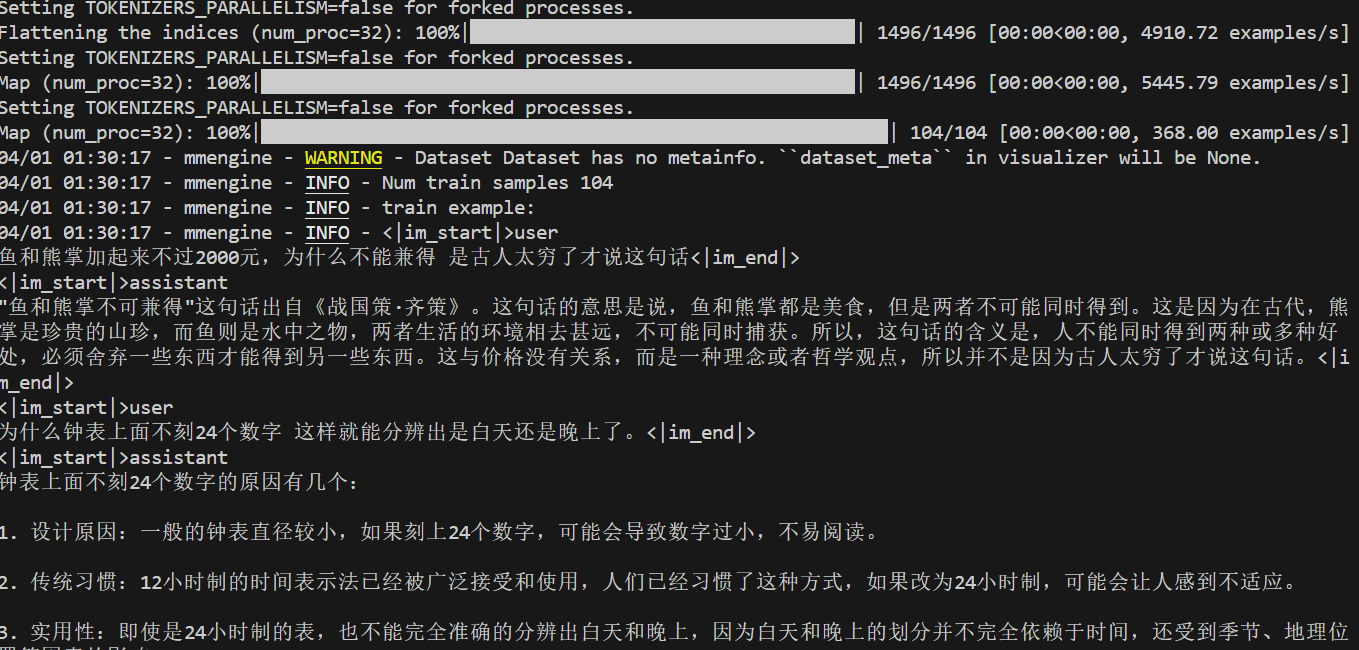 Setting TOKENIZERS_PARALLELISM=false for forked processes.
Flattening the indices (num_proc=32): 100%| | 1496/1496 [00:00<00:00, 4910.72 examples/s]
Setting TOKENIZERS_PARALLELISM=false for forked processes.
Map (num_proc=32): 100%| | 1496/1496 [00:00<00:00, 5445.79 examples/s]
Setting TOKENIZERS_PARALLELISM=false for forked processes.
Map (num_proc=32): 100%| | 104/104 [00:00<00:00, 368.00 examples/s]
04/01 01:30:17 - mmengine - WARNING - Dataset Dataset has no metainfo. ``dataset_meta`` in visualizer will be None.
04/01 01:30:17 - mmengine - INFO - Num train samples 104
04/01 01:30:17 - mmengine - INFO - train example:
04/01 01:30:17 - mmengine - INFO - <|im_start|>user
鱼和熊掌加起来不过2000元，为什么不能兼得 是古人太穷了才说这句话<|im_end|>
<|im_start|>assistant
"鱼和熊掌不可兼得"这句话出自《战国策·齐策》。这句话的意思是说，鱼和熊掌都是美食，但是两者不可能同时得到。这是因为在古代，熊
掌是珍贵的山珍，而鱼则是水中之物，两者生活的环境相去甚远，不可能同时捕获。所以，这句话的含义是，人不能同时得到两种或多种好
处，必须舍弃一些东西才能得到另一些东西。这与价格没有关系，而是一种理念或者哲学观点，所以并不是因为古人太穷了才说这句话。<|i
m_end|>
<|im_start|>user
为什么钟表上面不刻24个数字 这样就能分辨出是白天还是晚上了。<|im_end|>
<|im_start|>assistant
钟表上面不刻24个数字的原因有几个：
1. 设计原因：一般的钟表直径较小，如果刻上24个数字，可能会导致数字过小，不易阅读。
2. 传统习惯：12小时制的时间表示法已经被广泛接受和使用，人们已经习惯了这种方式，如果改为24小时制，可能会让人感到不适应。
3. 实用性：即使是24小时制的表，也不能完全准确的分辨出白天和晚上，因为白天和晚上的划分并不完全依赖于时间，还受到季节、地理位